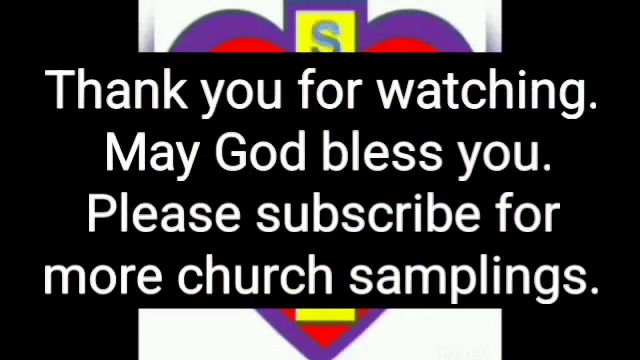 S
Thank you for watching.
May God bless you.
Please subscribe for
more church samplings.